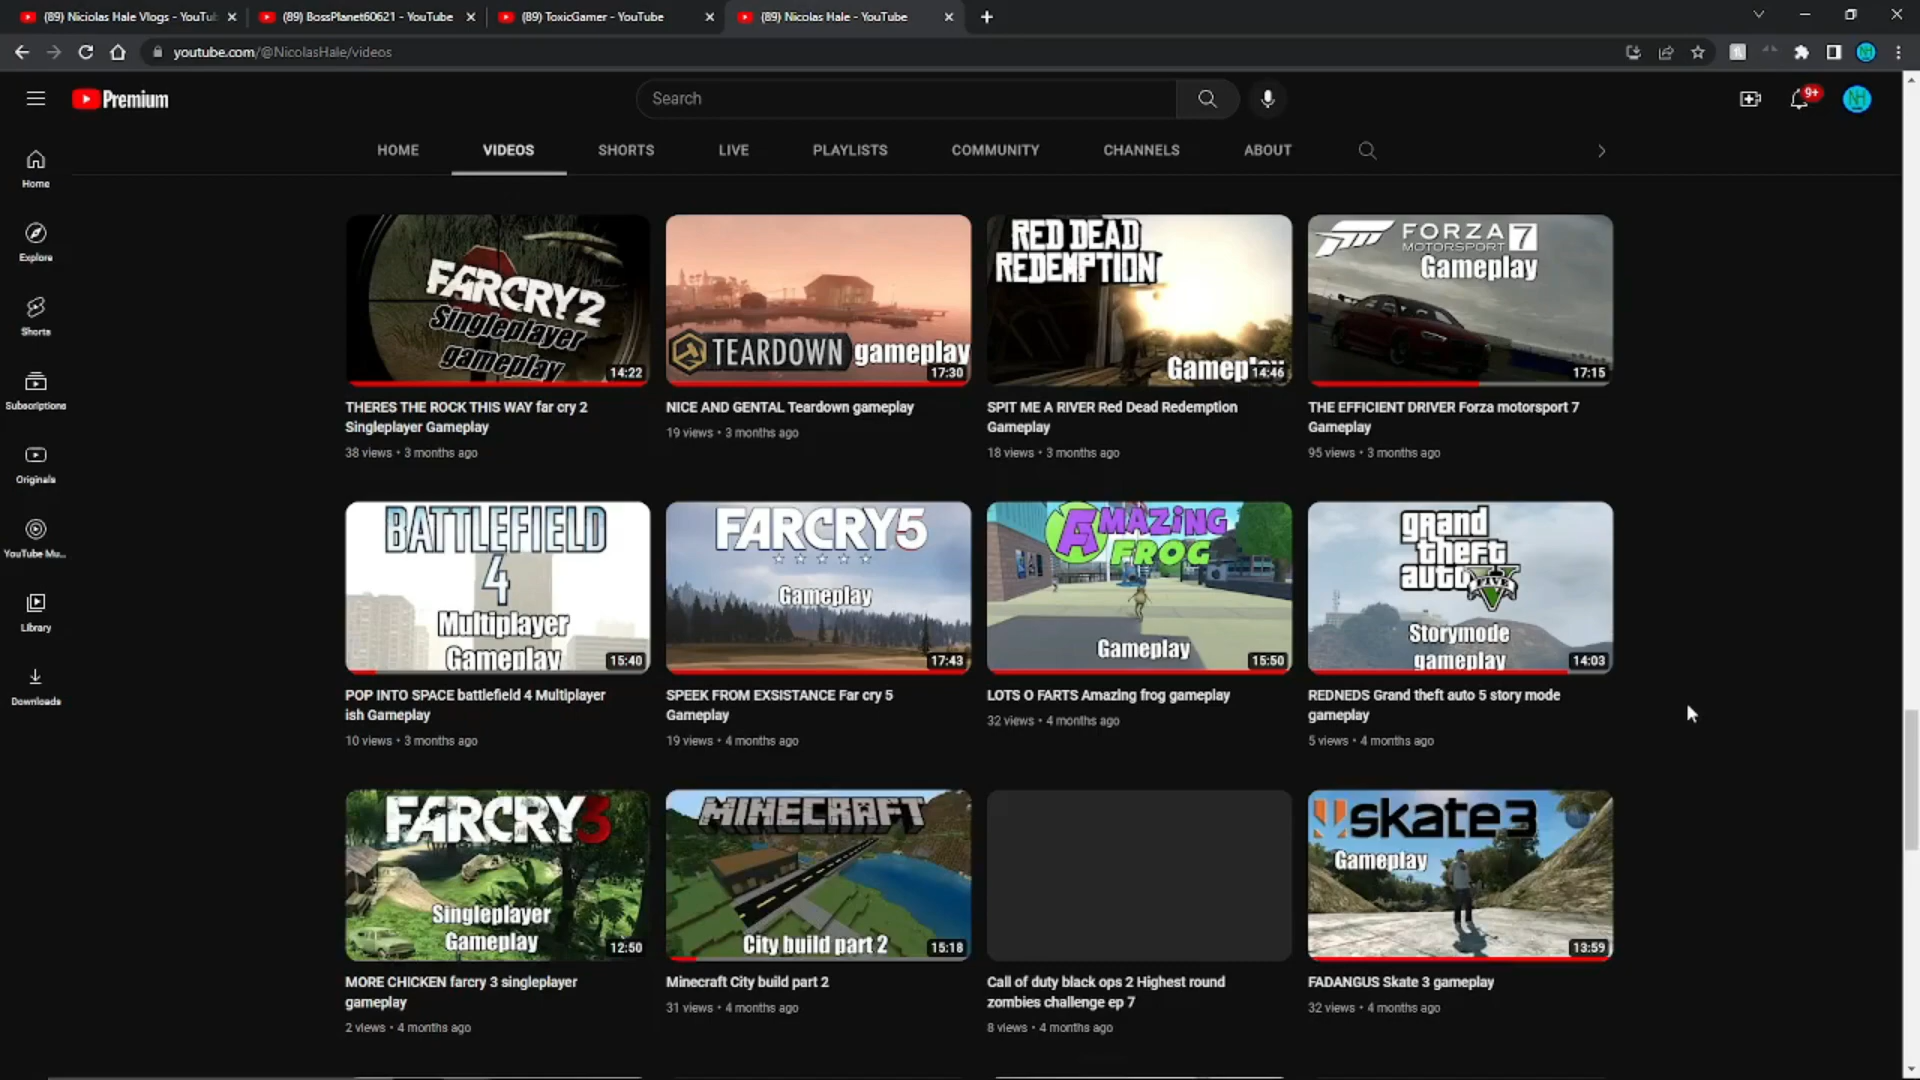 (89) Niciolas Hale Vlogs - YouTu
(89) BossPlanet60621 - YouTube
(89) ToxicGamer - YouTube
(89) Nicolas Hale - YouTube
youtube.com/@NicolasHale/videos
Premium
Search
9+
NH
HOME VIDEOS SHORTS LIVE PLAYLISTS COMMUNITY CHANNELS ABOUT
Home
Explore
Shorts
Subscriptions
Originals
YouTube Mu...
Library
Downloads
FARCRY2
Singleplayer
gameplay
14:22
TEARDOWN gameplay
17:30
RED DEAD
REDEMPTION
Gamepl
14:46
FORZA
MOTORSPORT 7
Gameplay
17:15
THERES THE ROCK THIS WAY far cry 2
Singleplayer Gameplay
38 views • 3 months ago
NICE AND GENTAL Teardown gameplay
19 views • 3 months ago
SPIT ME A RIVER Red Dead Redemption
Gameplay
18 views • 3 months ago
THE EFFICIENT DRIVER Forza motorsport 7
Gameplay
95 views • 3 months ago
BATTLEFIELD
4
Multiplayer
Gameplay
15:40
FARCRY5
Gameplay
17:43
AMAZING
FROG
Gameplay
15:50
grand
theft
auto
FIVE
Storymode
gameplay
14:03
POP INTO SPACE battlefield 4 Multiplayer
ish Gameplay
10 views • 3 months ago
SPEEK FROM EXSISTANCE Far cry 5
Gameplay
19 views • 4 months ago
LOTS O FARTS Amazing frog gameplay
32 views • 4 months ago
REDNEDS Grand theft auto 5 story mode
gameplay
5 views • 4 months ago
FARCRY3
Singleplayer
Gameplay
12:50
MINECRAFT
City build part 2
15:18
skate3
Gameplay
13:59
MORE CHICKEN farcry 3 singleplayer
gameplay
2 views • 4 months ago
Minecraft City build part 2
31 views • 4 months ago
Call of duty black ops 2 Highest round
zombies challenge ep 7
8 views • 4 months ago
FADANGUS Skate 3 gameplay
32 views • 4 months ago